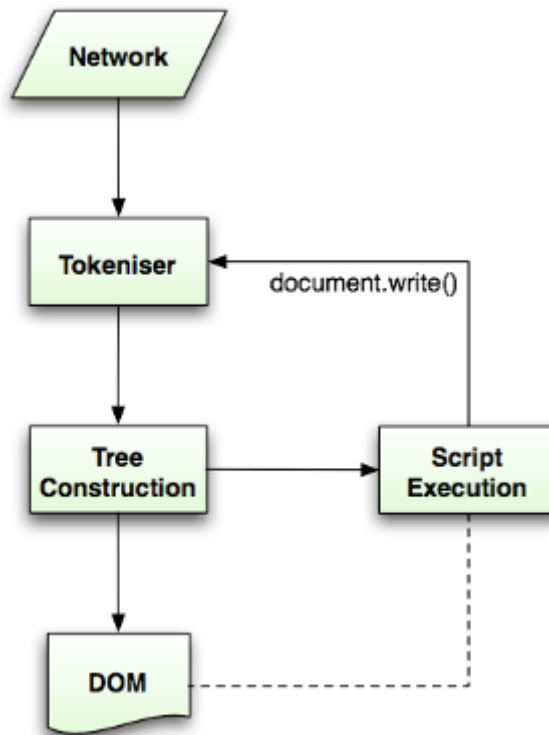 Network
Tokeniser
document.write()
Tree
Construction
Script
Execution
DOM